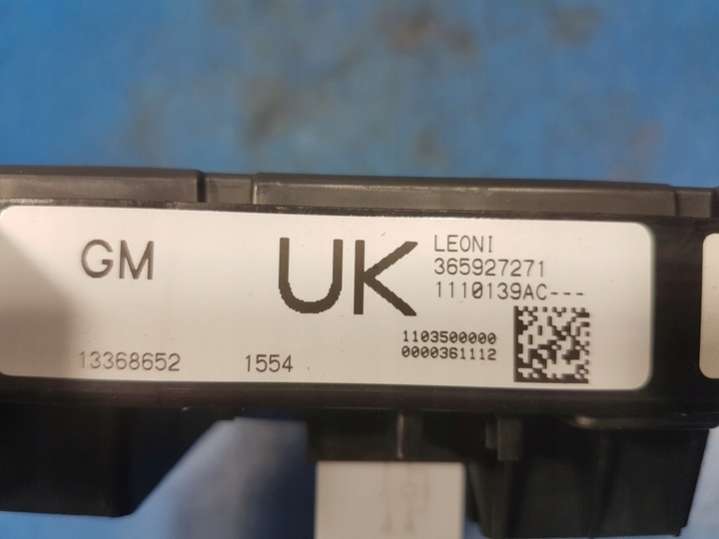 GM
UK
LEONI
365927271
1110139AC---
1103500000
0000361112
13368652
1554